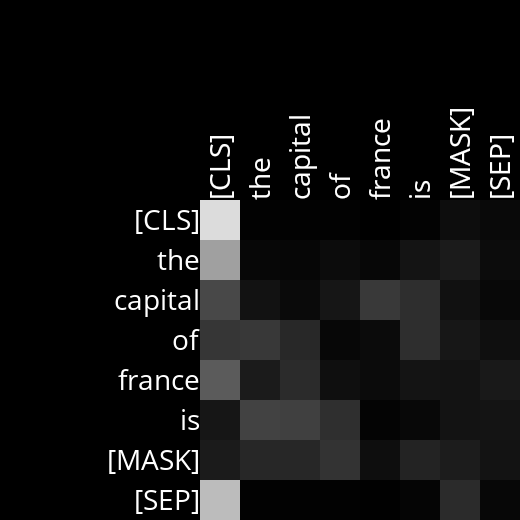 [CLS] the capital of france is [MASK] [SEP]
[CLS]
the
capital
of
france
is
[MASK]
[SEP]